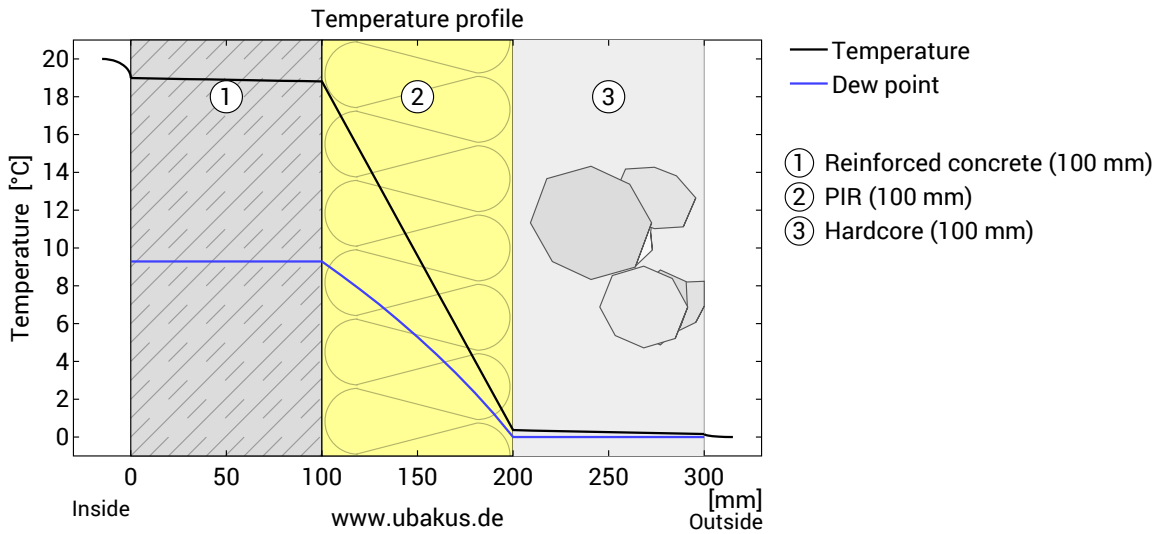 Temperature profile
Temperature [°C]
20
18
16
14
12
10
8
6
4
2
0
1
2
3
0
50
100
150
200
250
300
[mm]
Inside
www.ubakus.de
Outside
Temperature
Dew point
1 Reinforced concrete (100 mm)
2 PIR (100 mm)
3 Hardcore (100 mm)